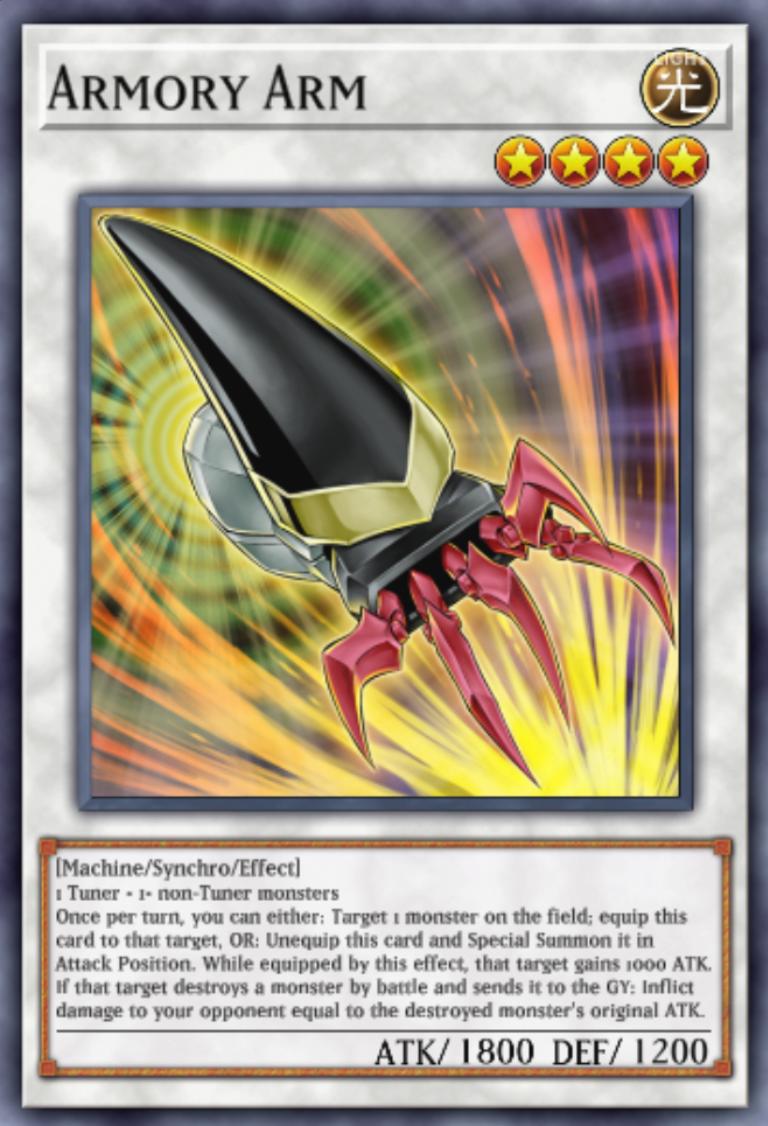 ARMORY ARM
LIGHT
光
[Machine/Synchro/Effect]
1 Tuner + 1+ non-Tuner monsters
Once per turn, you can either: Target 1 monster on the field; equip this
card to that target, OR: Unequip this card and Special Summon it in
Attack Position. While equipped by this effect, that target gains 1000 ATK.
If that target destroys a monster by battle and sends it to the GY: Inflict
damage to your opponent equal to the destroyed monster's original ATK.
ATK/ 1800 DEF/ 1200